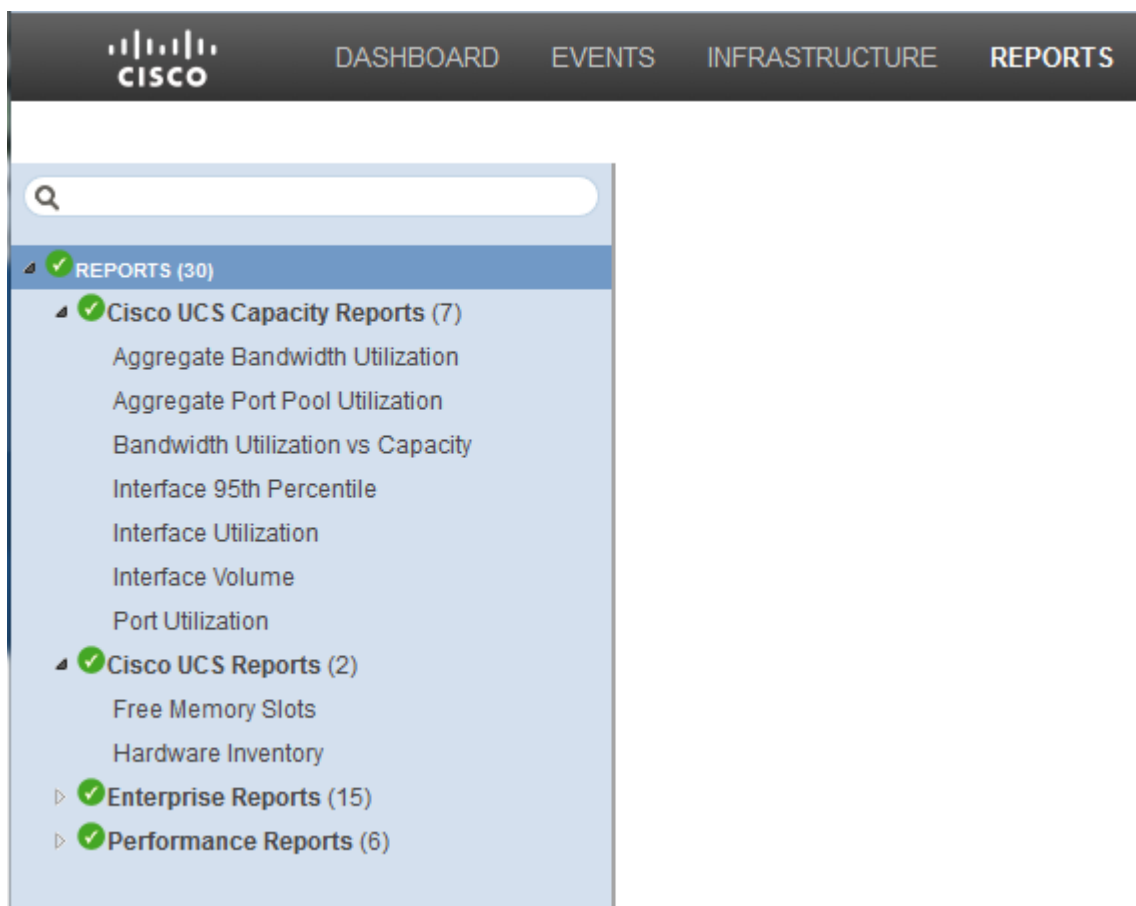 CISCO DASHBOARD EVENTS INFRASTRUCTURE REPORTS
REPORTS (30)
Cisco UCS Capacity Reports (7)
Aggregate Bandwidth Utilization
Aggregate Port Pool Utilization
Bandwidth Utilization vs Capacity
Interface 95th Percentile
Interface Utilization
Interface Volume
Port Utilization
Cisco UCS Reports (2)
Free Memory Slots
Hardware Inventory
Enterprise Reports (15)
Performance Reports (6)